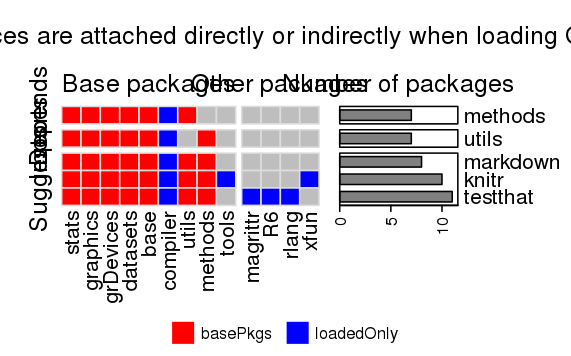 ces are attached directly or indirectly when loading
Base packages Other packages Number of packages
methods
utils
markdown
knitr
testthat
Suggests
stats
graphics
grDevices
datasets
base
compiler
utils
methods
tools
magrittr
R6
rlang
xfun
0
5
10
basePkgs
loadedOnly